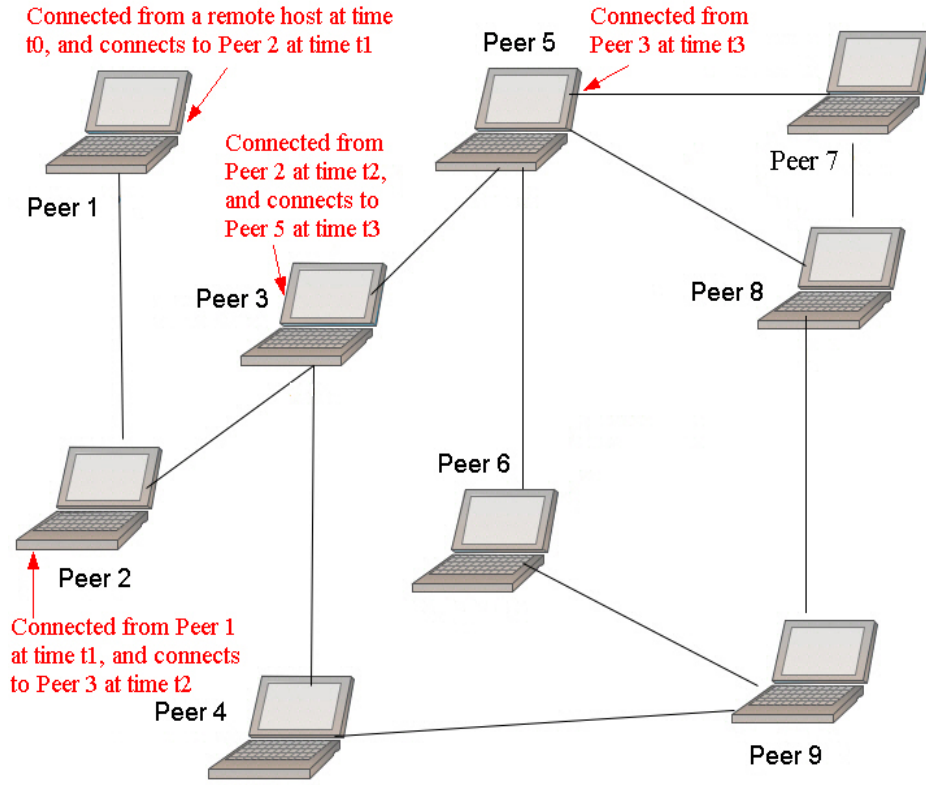 Connected from a remote host at time
t0, and connects to Peer 2 at time t1
Connected from
Peer 3 at time t3
Peer 5
Connected from
Peer 2 at time t2,
and connects to
Peer 5 at time t3
Peer 7
Peer 1
Peer 3
Peer 8
Peer 6
Peer 2
Connected from Peer 1
at time t1, and connects
to Peer 3 at time t2
Peer 4
Peer 9